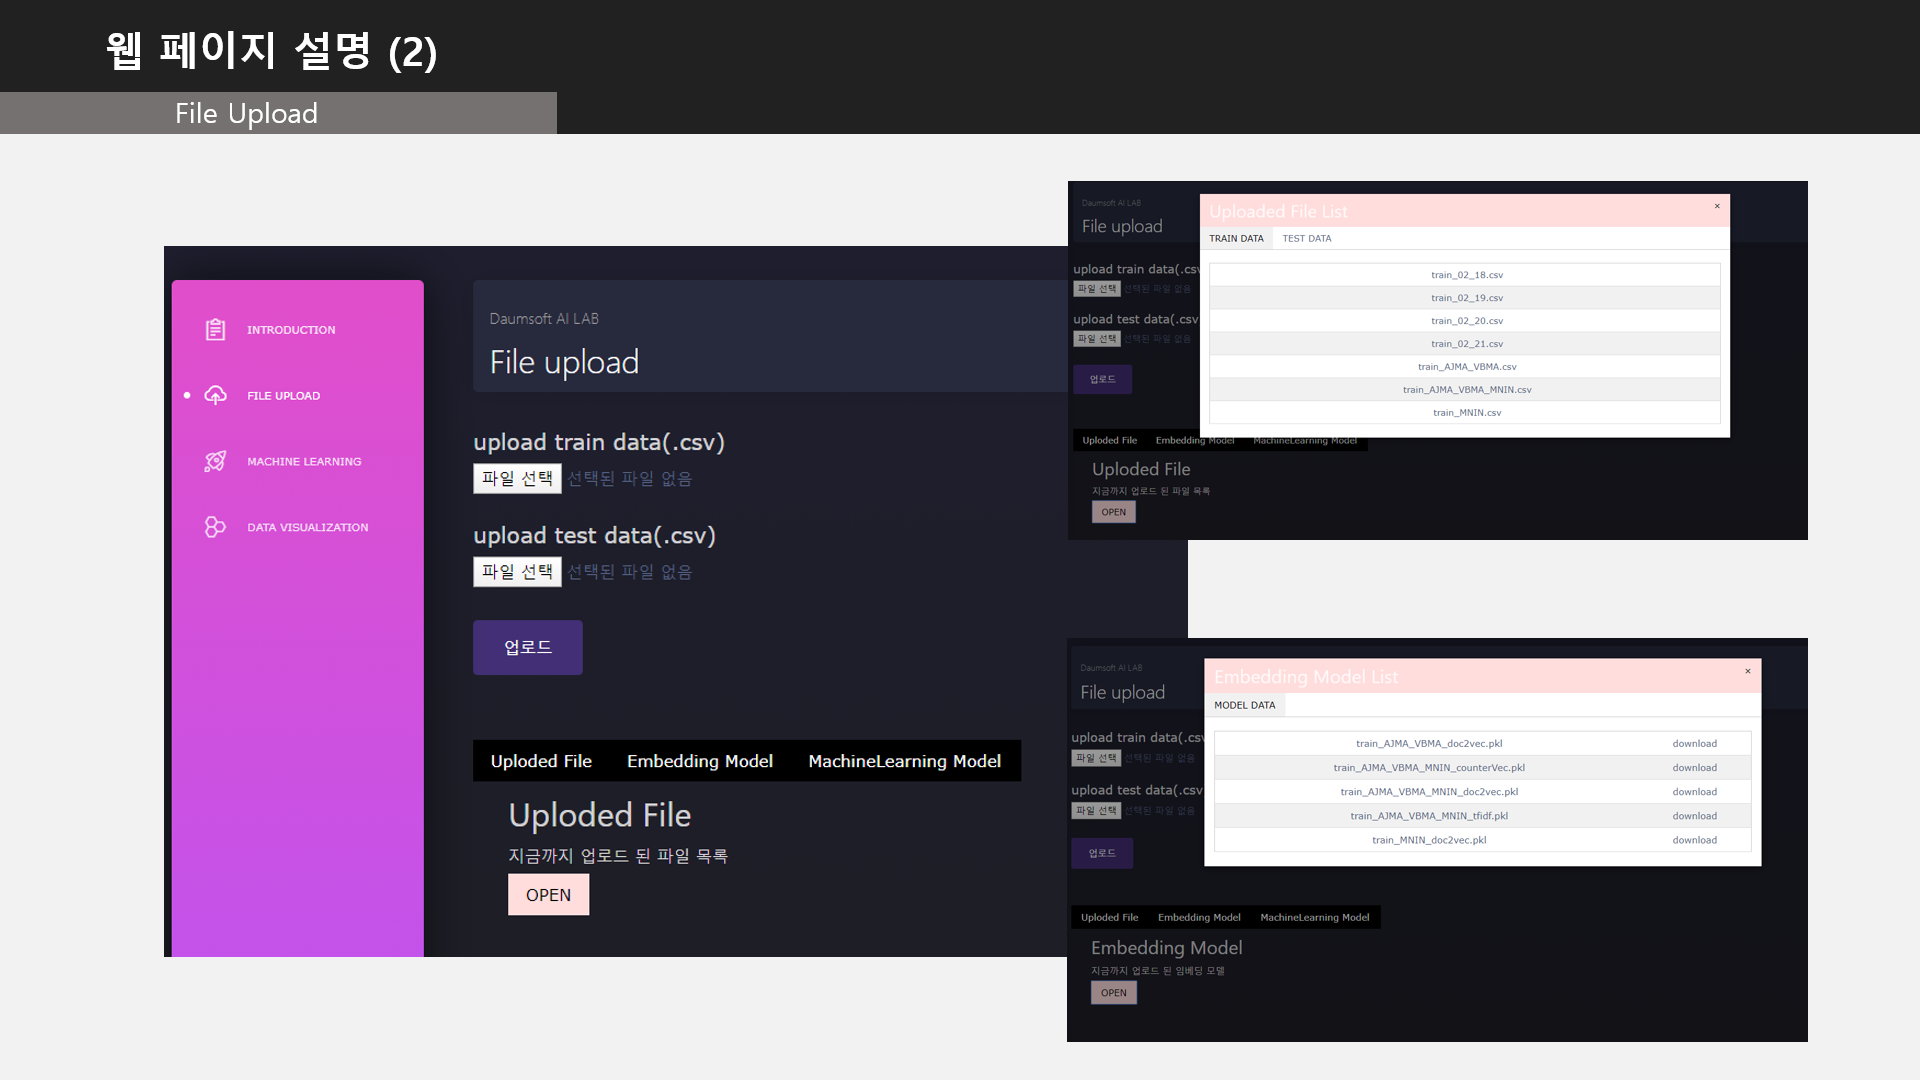 웹 페이지 설명 (2)
File Upload
INTRODUCTION
FILE UPLOAD
MACHINE LEARNING
DATA VISUALIZATION
Daumsoft AI LAB
File upload
upload train data(.csv)
파일 선택 선택된 파일 없음
upload test data(.csv)
파일 선택 선택된 파일 없음
업로드
Uploded File Embedding Model MachineLearning Model
Uploded File
지금까지 업로드 된 파일 목록
OPEN
Daumsoft AI LAB
File upload
upload train data(.csv
파일 선택 선택된 파일 없음
upload test data(.csv
파일 선택 선택된 파일 없음
업로드
Uploaded File List ×
TRAIN DATA TEST DATA
train_02_18.csv
train_02_19.csv
train_02_20.csv
train_02_21.csv
train_AJMA_VBMA.csv
train_AJMA_VBMA_MNIN.csv
train_MNIN.csv
Uploded File Embedding Model MachineLearning Model
Uploded File
지금까지 업로드 된 파일 목록
OPEN
Daumsoft AI LAB
File upload
upload train data(.csv
파일 선택 선택된 파일 없음
upload test data(.csv
파일 선택 선택된 파일 없음
업로드
Embedding Model List ×
MODEL DATA
train_AJMA_VBMA_doc2vec.pkl download
train_AJMA_VBMA_MNIN_counterVec.pkl download
train_AJMA_VBMA_MNIN_doc2vec.pkl download
train_AJMA_VBMA_MNIN_tfidf.pkl download
train_MNIN_doc2vec.pkl download
Uploded File Embedding Model MachineLearning Model
Embedding Model
지금까지 업로드 된 임베딩 모델
OPEN